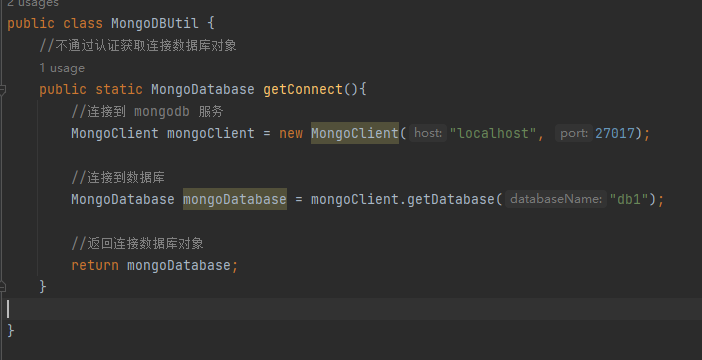 2 usages
public class MongoDBUtil {
//不通过认证获取连接数据库对象
1 usage
public static MongoDatabase getConnect(){
//连接到 mongodb 服务
MongoClient mongoClient = new MongoClient( host: "localhost", port: 27017);
//连接到数据库
MongoDatabase mongoDatabase = mongoClient.getDatabase( databaseName: "db1");
//返回连接数据库对象
return mongoDatabase;
}
}